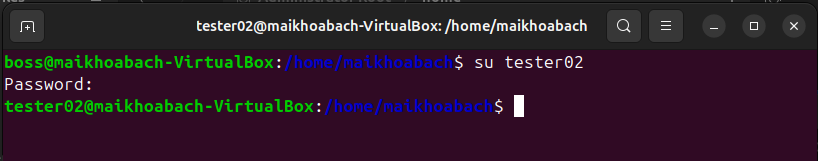 tester02@maikhoabach-VirtualBox: /home/maikhoabach
boss@maikhoabach-VirtualBox:/home/maikhoabach$ su tester02
Password:
tester02@maikhoabach-VirtualBox:/home/maikhoabach$